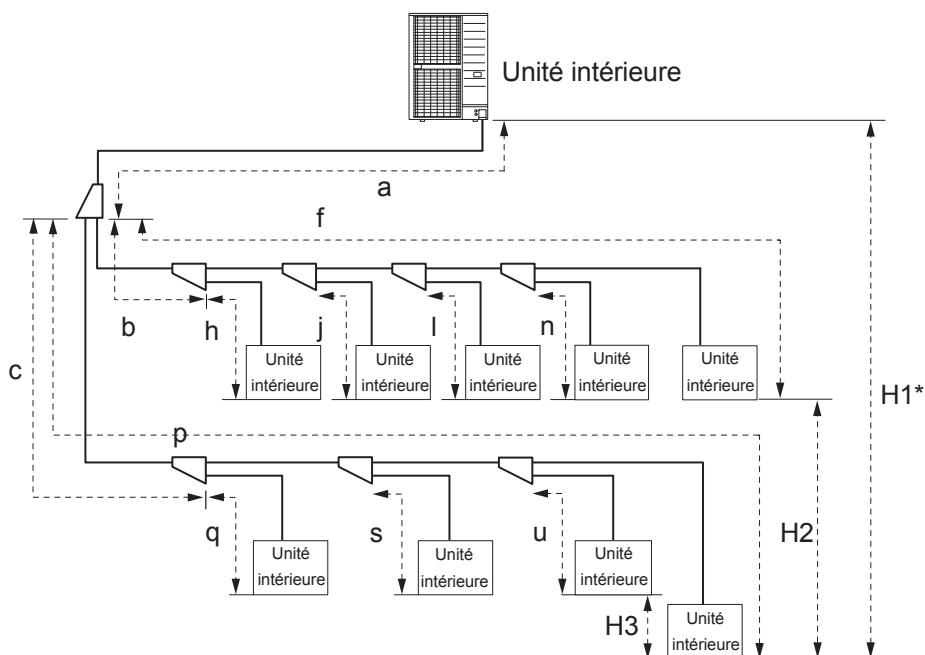 Unité intérieure
a
f
b
h
j
l
n
c
Unité
intérieure
Unité
intérieure
Unité
intérieure
Unité
intérieure
Unité
intérieure
H1*
p
H2
q
s
u
Unité
intérieure
Unité
intérieure
Unité
intérieure
H3
Unité
intérieure